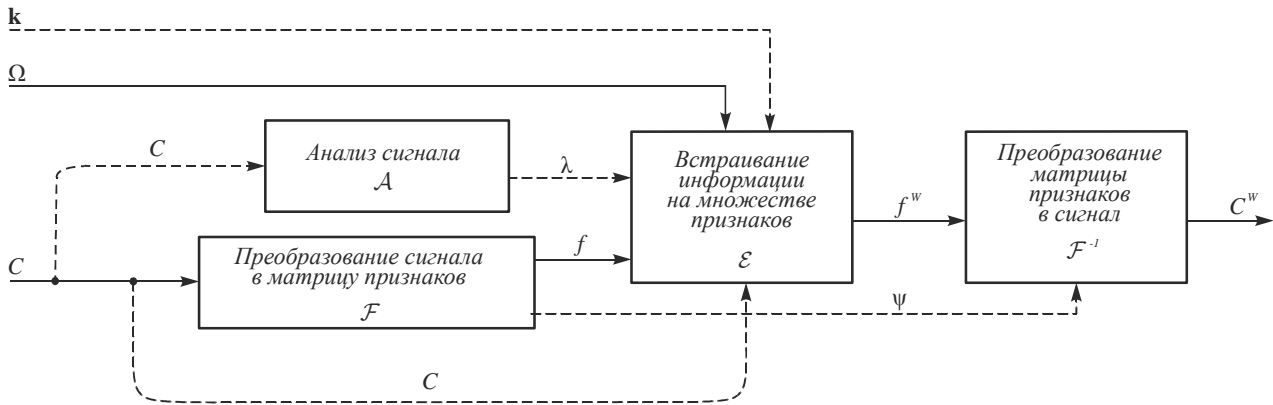 k
Ω
C
Анализ сигнала
𝒜
λ
Встраивание
информации
на множестве
признаков
ℰ
Преобразование
матрицы
признаков
в сигнал
ℱ⁻¹
f^W
C^W
C
Преобразование сигнала
в матрицу признаков
ℱ
f
ψ
C